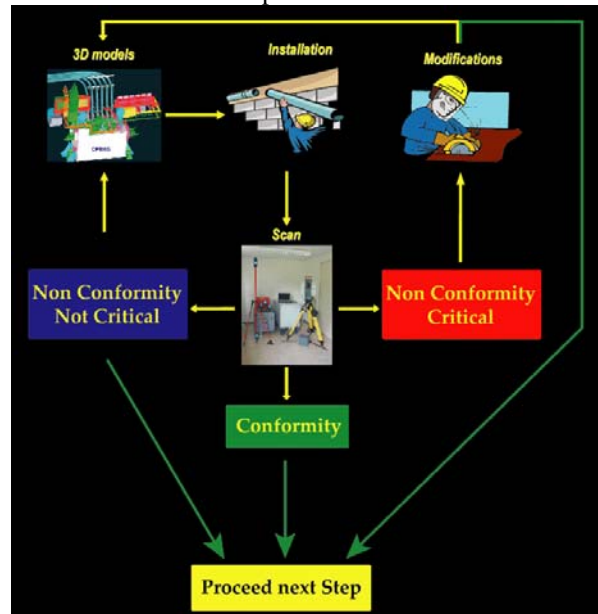 3D models
Installation
Modifications
Scan
Non Conformity
Not Critical
Non Conformity
Critical
Conformity
Proceed next Step